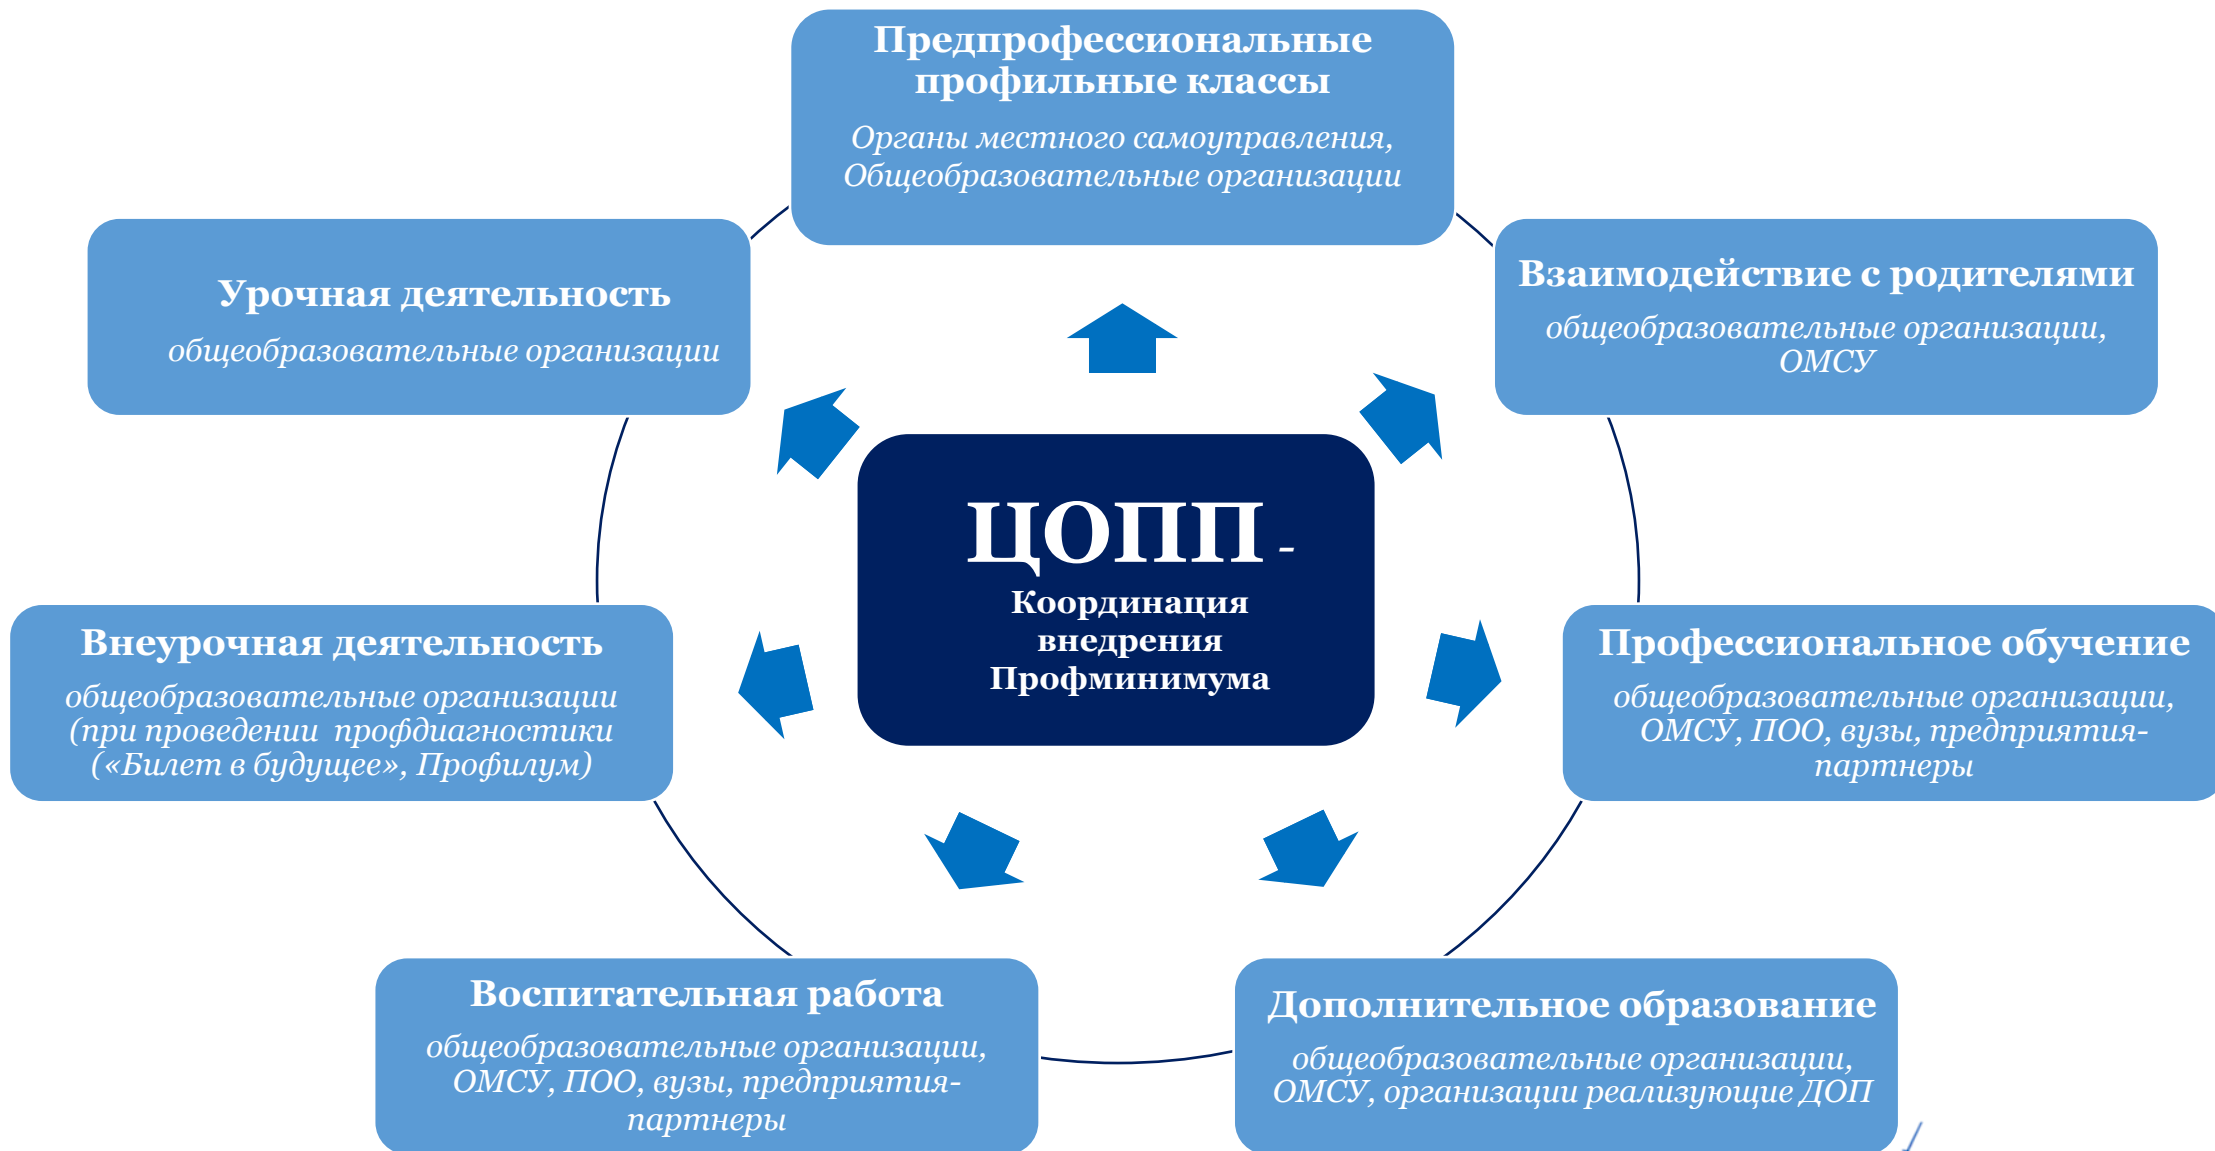 Предпрофессиональные
профильные классы
Органы местного самоуправления,
Общеобразовательные организации
Урочная деятельность
общеобразовательные организации
Взаимодействие с родителями
общеобразовательные организации,
ОМСУ
ЦОПП -
Координация
внедрения
Профминимума
Внеурочная деятельность
общеобразовательные организации
(при проведении профдиагностики
(«Билет в будущее», Профилум)
Профессиональное обучение
общеобразовательные организации,
ОМСУ, ПОО, вузы, предприятия-
партнеры
Воспитательная работа
общеобразовательные организации,
ОМСУ, ПОО, вузы, предприятия-
партнеры
Дополнительное образование
общеобразовательные организации,
ОМСУ, организации реализующие ДОП